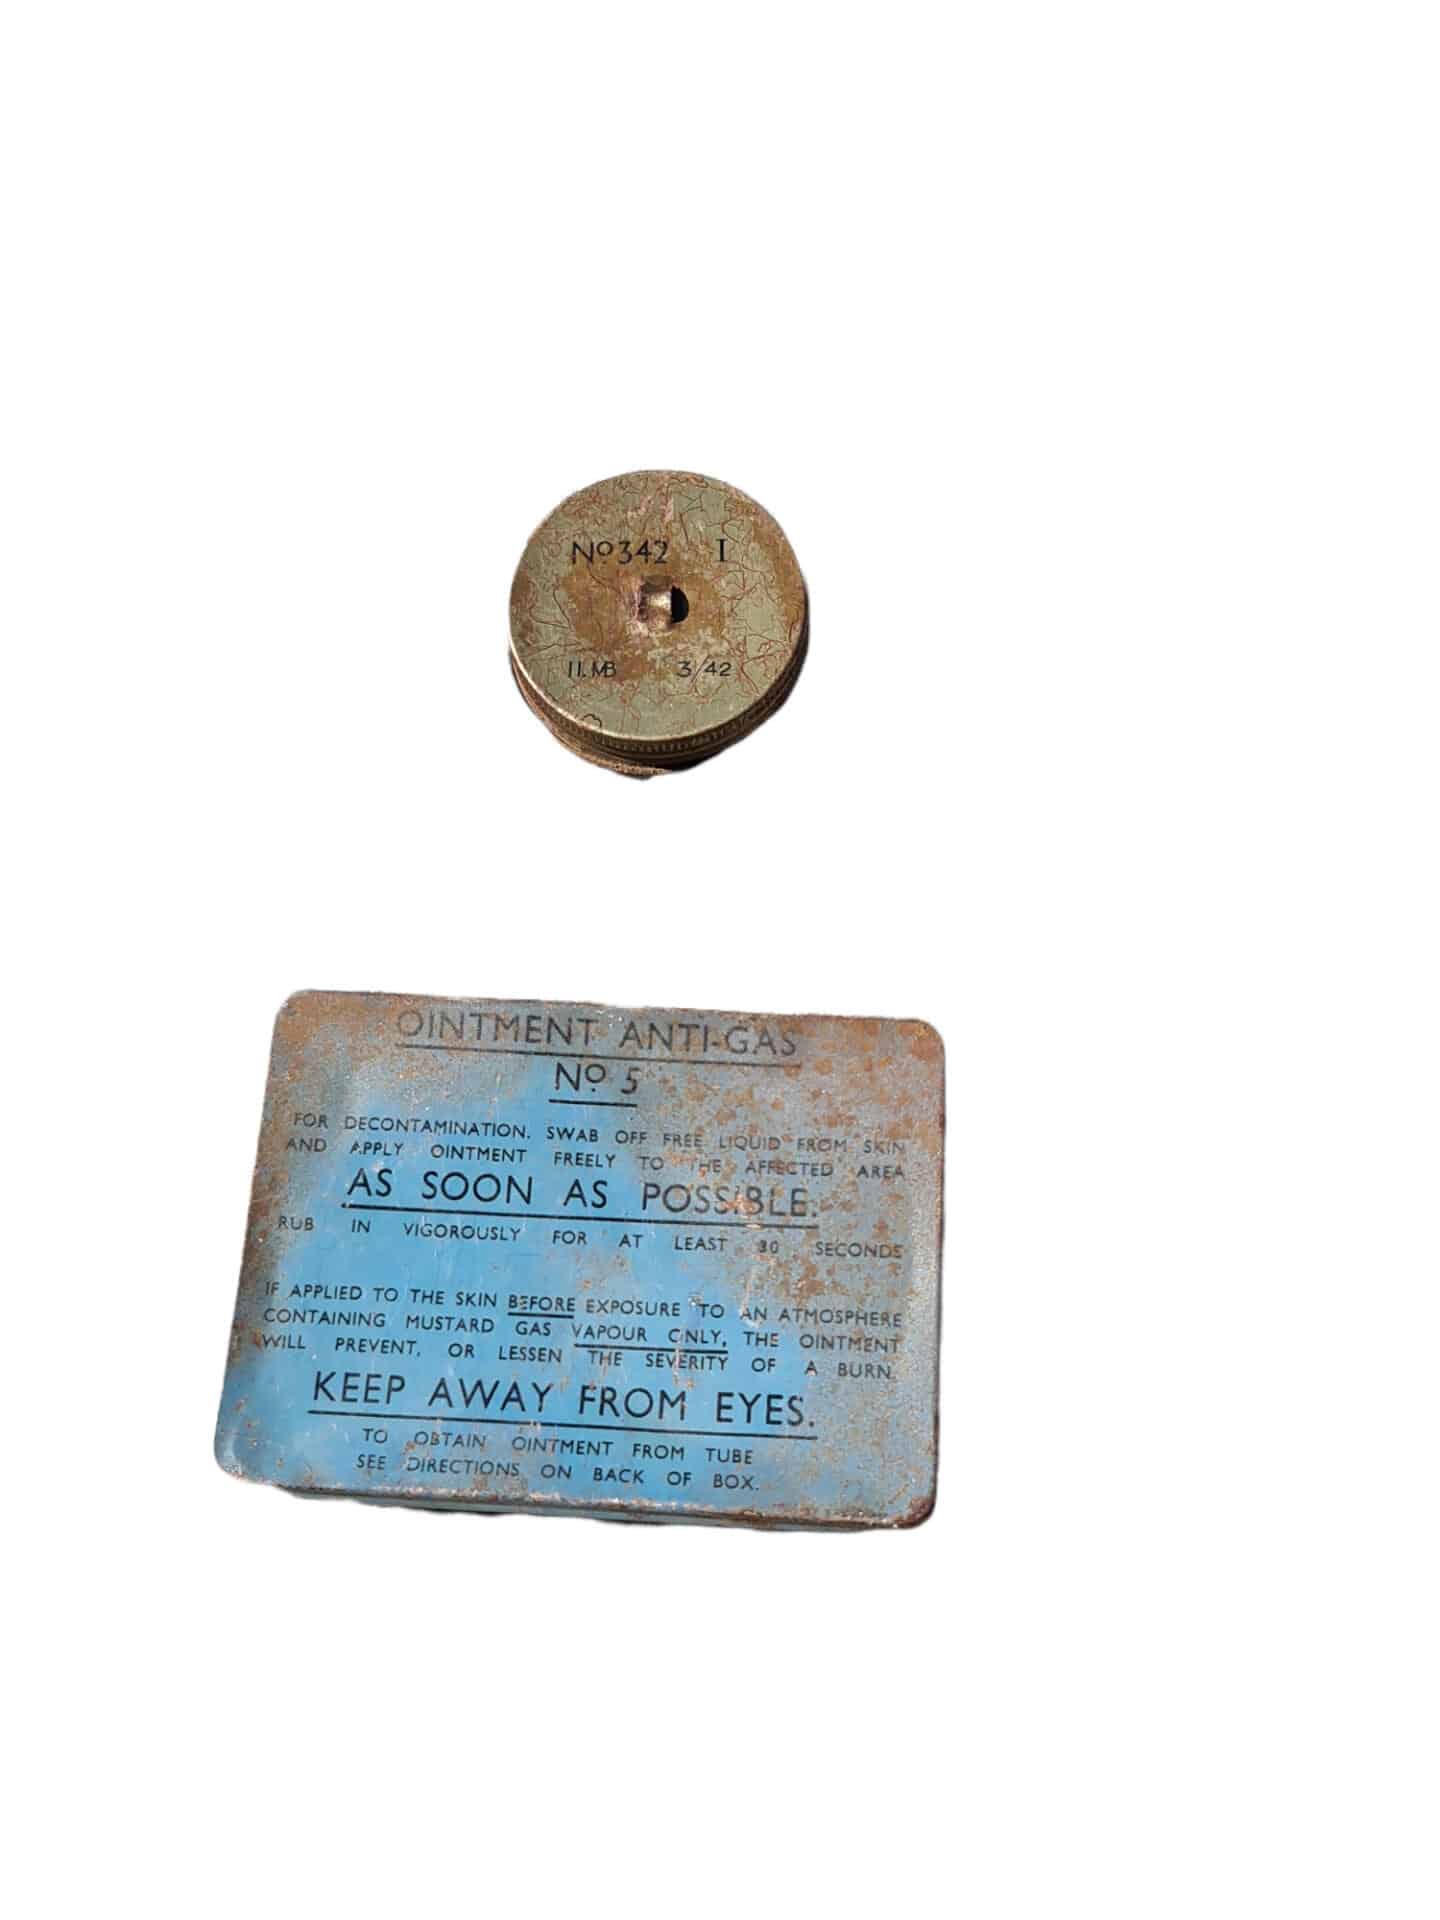 No. 342 I
II.MB 3/42
OINTMENT ANTI-GAS
No. 5
FOR DECONTAMINATION. SWAB OFF FREE LIQUID FROM SKIN
AND APPLY OINTMENT FREELY TO THE AFFECTED AREA
AS SOON AS POSSIBLE.
RUB IN VIGOROUSLY FOR AT LEAST 30 SECONDS
IF APPLIED TO THE SKIN BEFORE EXPOSURE TO AN ATMOSPHERE
CONTAINING MUSTARD GAS VAPOUR ONLY, THE OINTMENT
WILL PREVENT, OR LESSEN THE SEVERITY OF A BURN.
KEEP AWAY FROM EYES.
TO OBTAIN OINTMENT FROM TUBE
SEE DIRECTIONS ON BACK OF BOX.